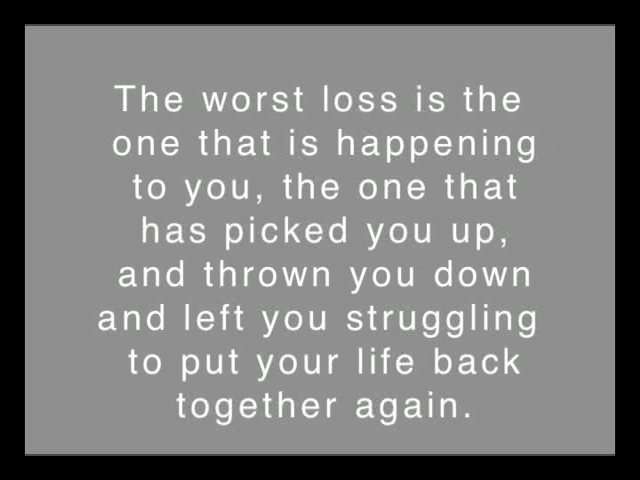 The worst loss is the
one that is happening
to you, the one that
has picked you up,
and thrown you down
and left you struggling
to put your life back
together again.